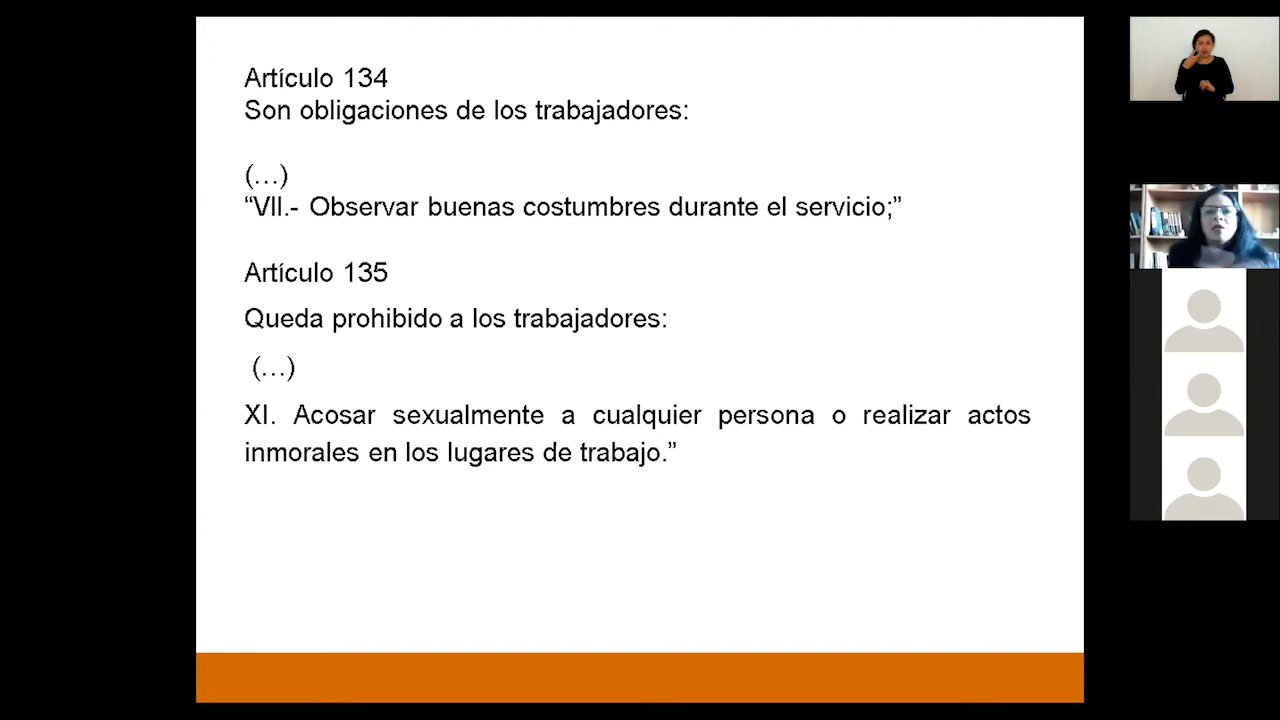 Artículo 134
Son obligaciones de los trabajadores:
(…)
“VII.- Observar buenas costumbres durante el servicio;”
Artículo 135
Queda prohibido a los trabajadores:
(…)
XI. Acosar sexualmente a cualquier persona o realizar actos
inmorales en los lugares de trabajo.”